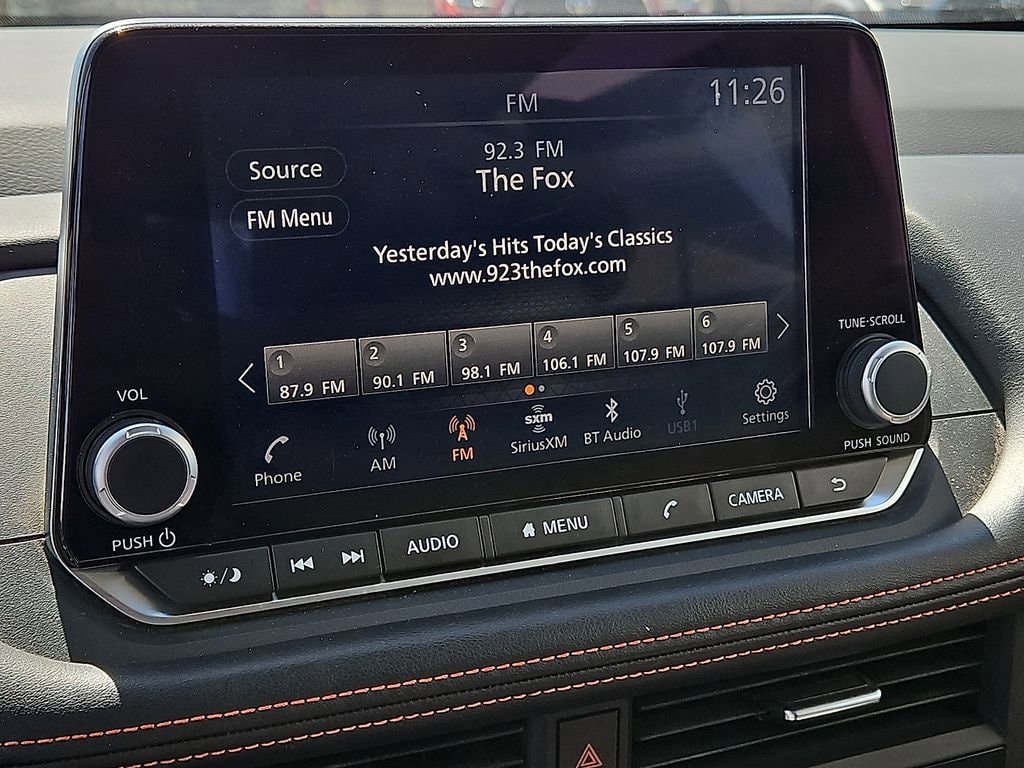 FM
11:26
Source
92.3 FM
The Fox
FM Menu
Yesterday's Hits Today's Classics
www.923thefox.com
1
87.9 FM
2
90.1 FM
3
98.1 FM
4
106.1 FM
5
107.9 FM
6
107.9 FM
Phone
AM
FM
sxm
SiriusXM
BT Audio
USB1
Settings
VOL
PUSH
TUNE·SCROLL
PUSH SOUND
AUDIO
MENU
CAMERA